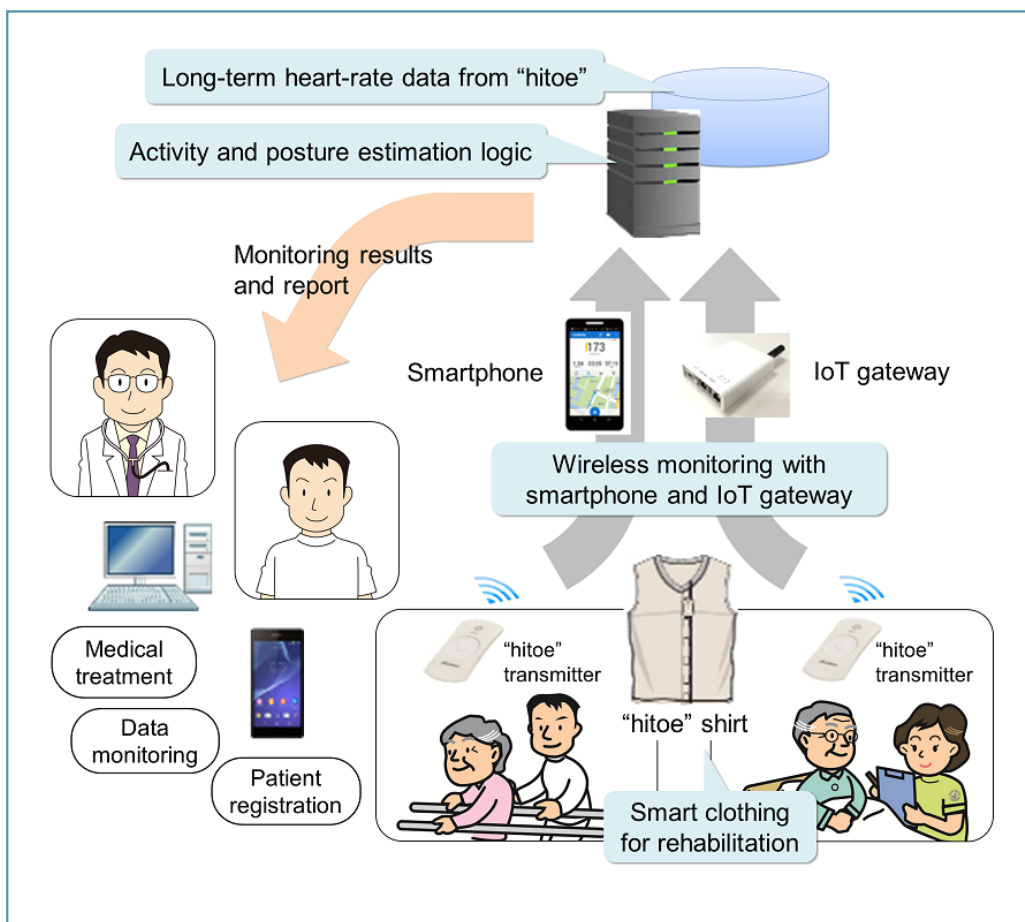 Long-term heart-rate data from “hitoe”
Activity and posture estimation logic
Monitoring results
and report
173
Smartphone
IoT gateway
Wireless monitoring with
smartphone and IoT gateway
Medical
treatment
Data
monitoring
Patient
registration
“hitoe”
transmitter
“hitoe” shirt
“hitoe”
transmitter
Smart clothing
for rehabilitation